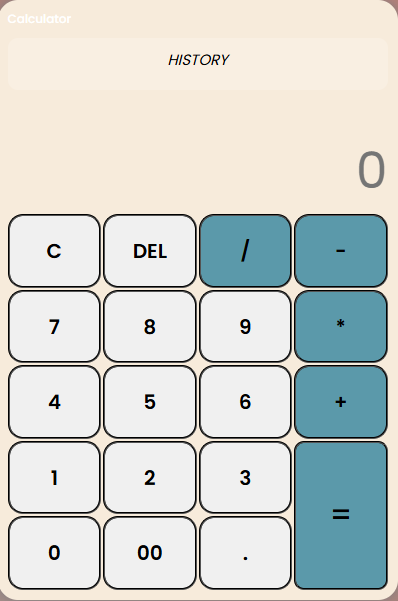 Calculator
HISTORY
0
C DEL / -
7 8 9 *
4 5 6 +
1 2 3
=
0 00 .